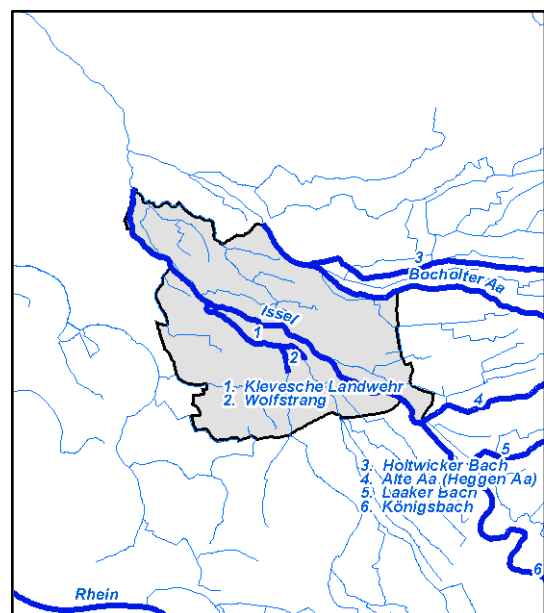 3
Bocholter Aa
Issel
1
2
1. Klevesche Landwehr
2. Wolfstrang
4
5
3. Holtwicker Bach
4. Alte Aa (Heggen Aa)
5. Laaker Bach
6. Königsbach
6
Rhein